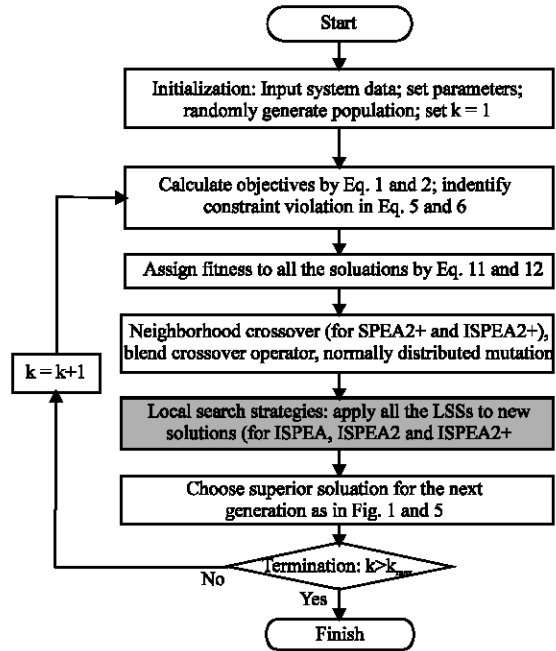 Start
Initialization: Input system data; set parameters;
randomly generate population; set k = 1
Calculate objectives by Eq. 1 and 2; indentify
constraint violation in Eq. 5 and 6
Assign fitness to all the soluations by Eq. 11 and 12
Neighborhood crossover (for SPEA2+ and ISPEA2+),
blend crossover operator, normally distributed mutation
k = k+1
Local search strategies: apply all the LSSs to new
solutions (for ISPEA, ISPEA2 and ISPEA2+
Choose superior soluation for the next
generation as in Fig. 1 and 5
Termination: k>kmax
No
Yes
Finish